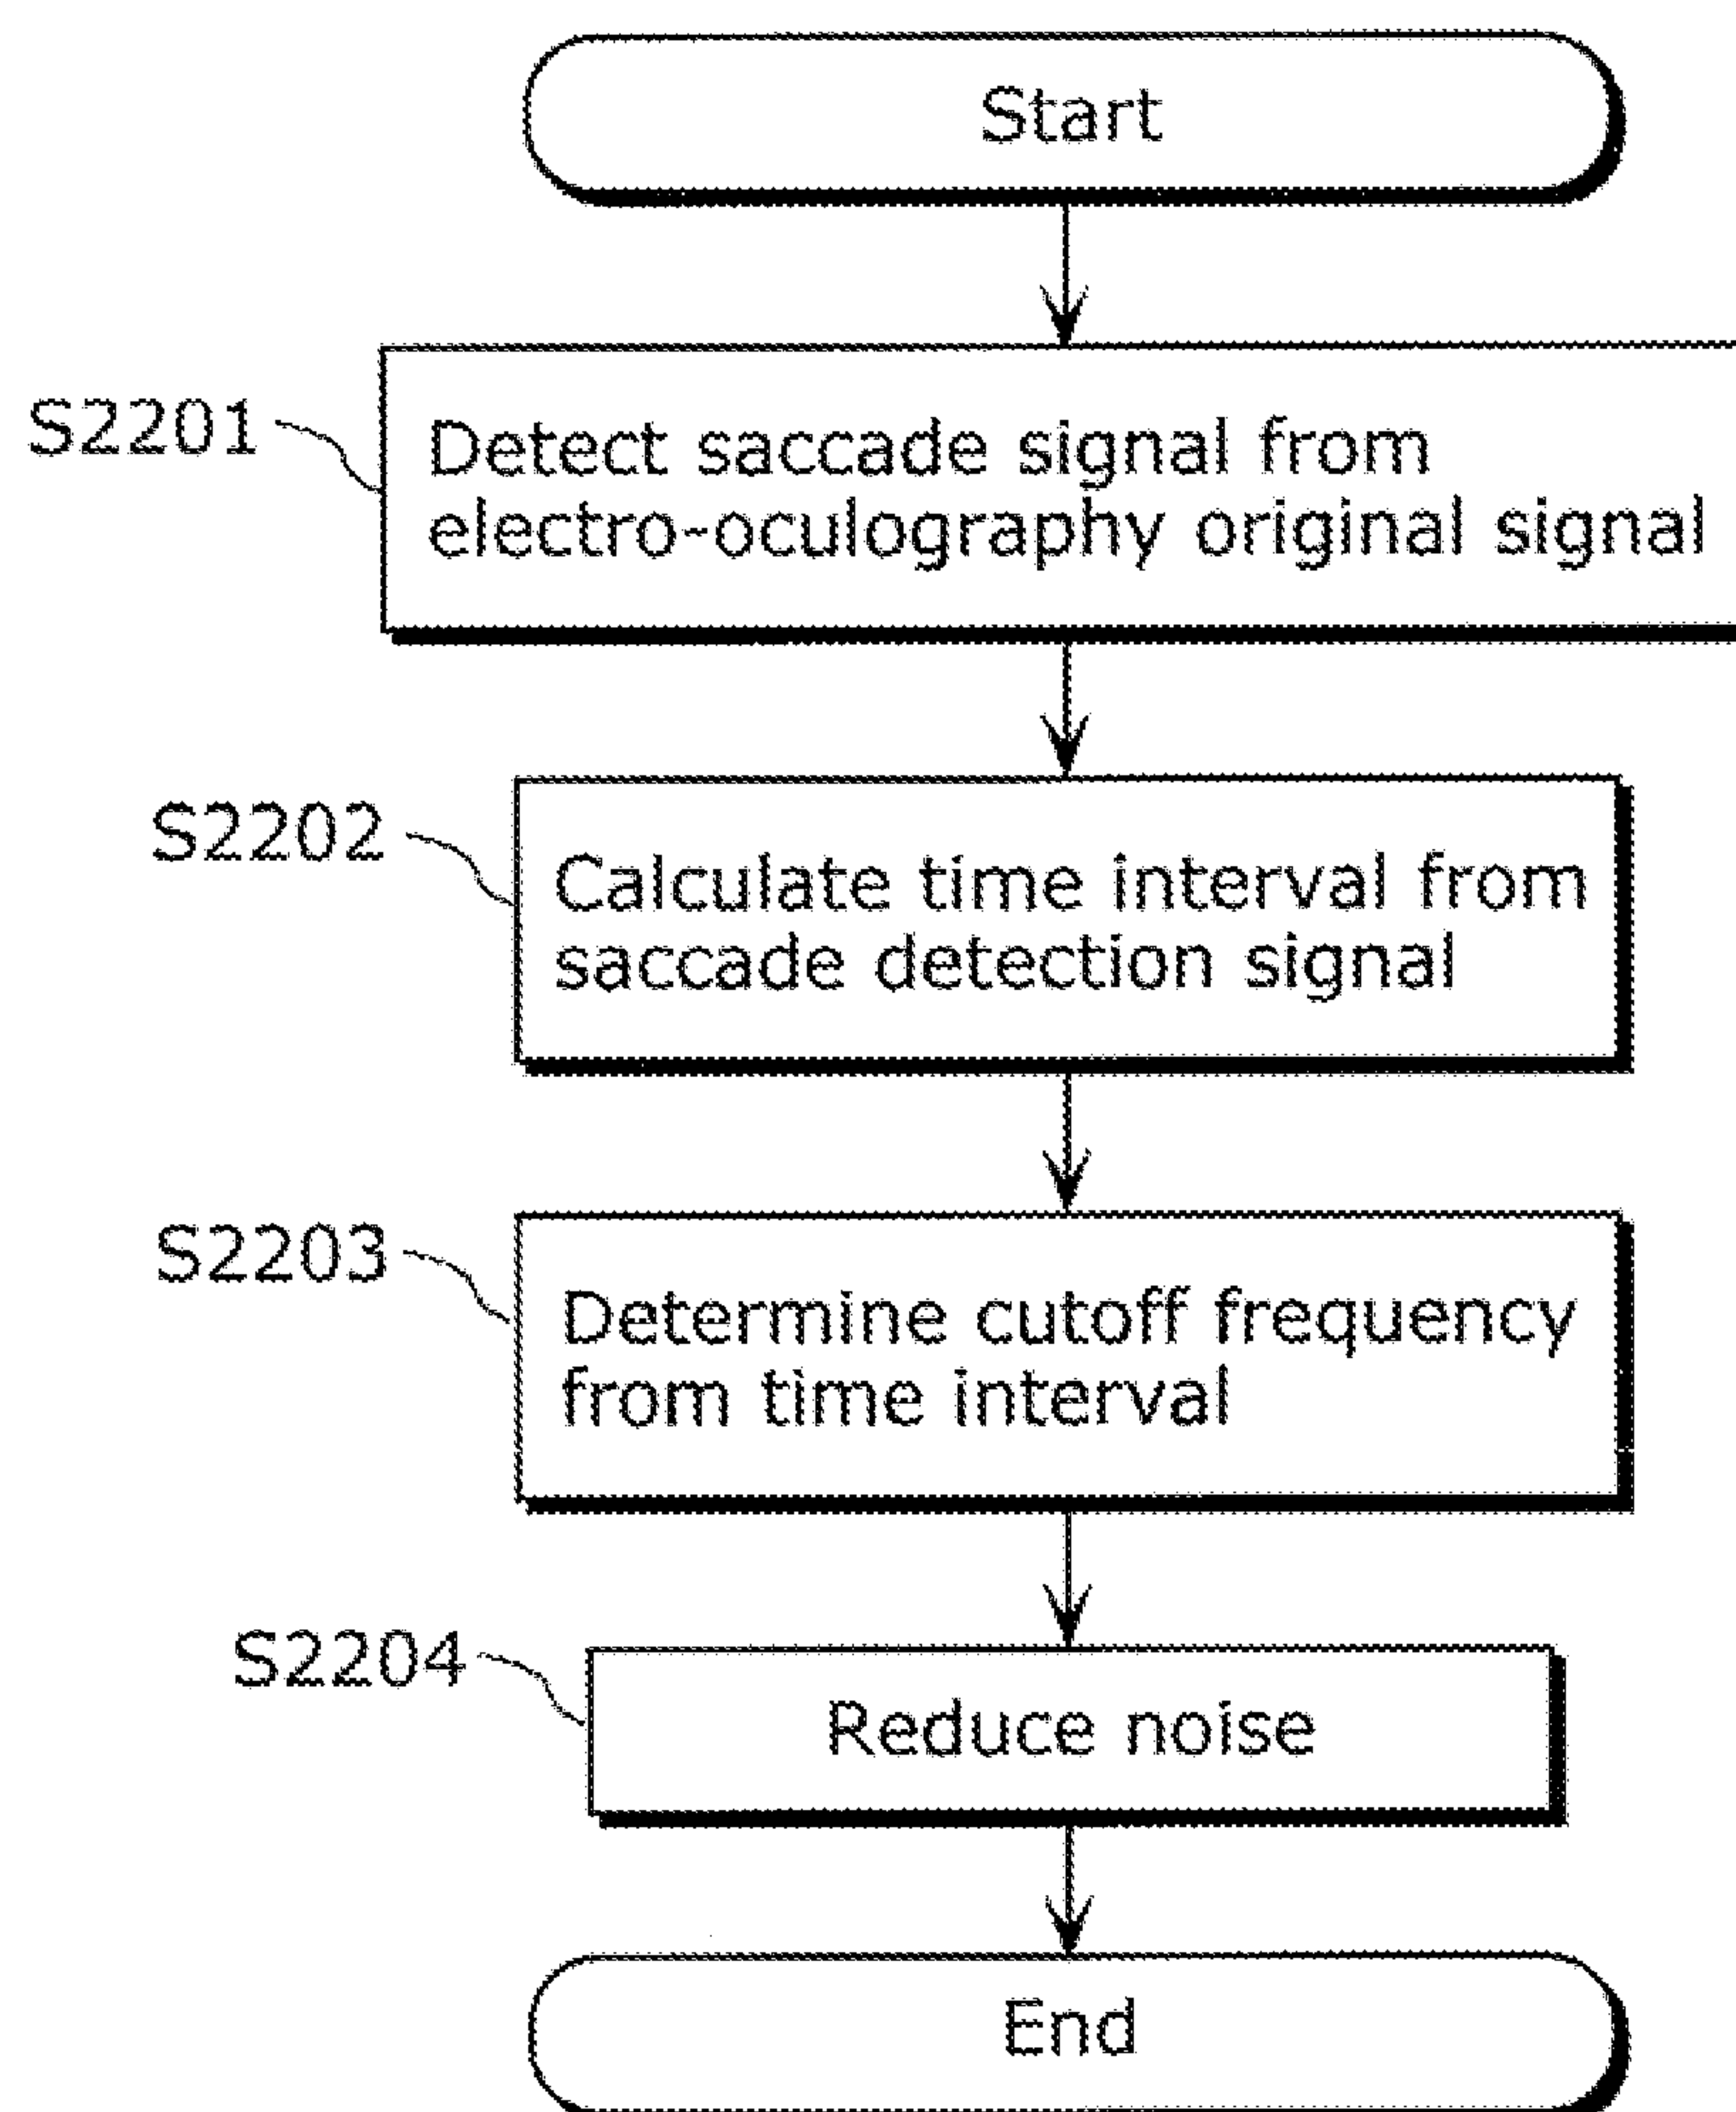 Start
S2201
Detect saccade signal from
electro-oculography original signal
S2202
Calculate time interval from
saccade detection signal
S2203
Determine cutoff frequency
from time interval
S2204
Reduce noise
End